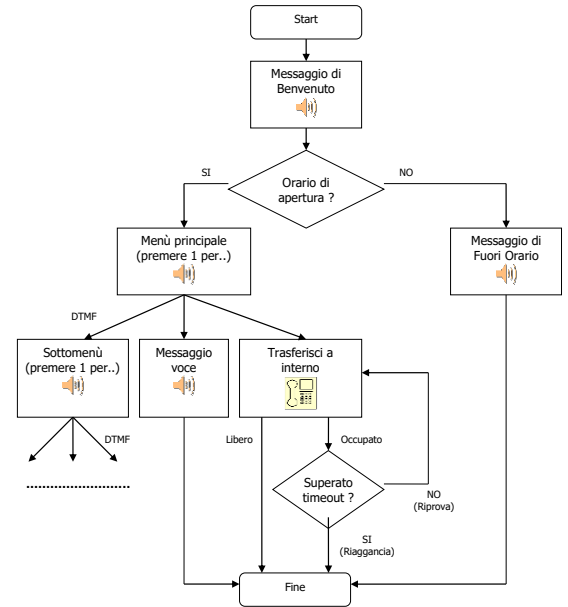 Start
Messaggio di
Benvenuto
Orario di
apertura ?
SI
NO
Menù principale
(premere 1 per..)
Messaggio di
Fuori Orario
DTMF
Sottomenù
(premere 1 per..)
Messaggio
voce
Trasferisci a
interno
DTMF
Libero
Occupato
Superato
timeout ?
NO
(Riprova)
SI
(Riaggancia)
Fine